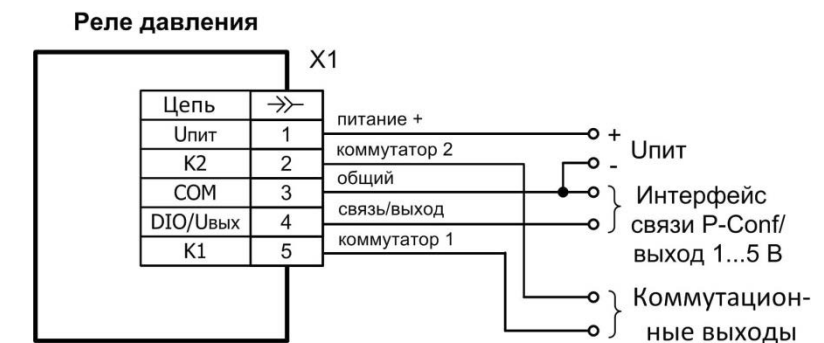 Реле давления
X1
Цепь
Uпит 1
K2 2
COM 3
DIO/Uвых 4
K1 5
питание +
коммутатор 2
общий
связь/выход
коммутатор 1
+
-
Uпит
Интерфейс
связи P-Conf/
выход 1...5 В
Коммутацион-
ные выходы